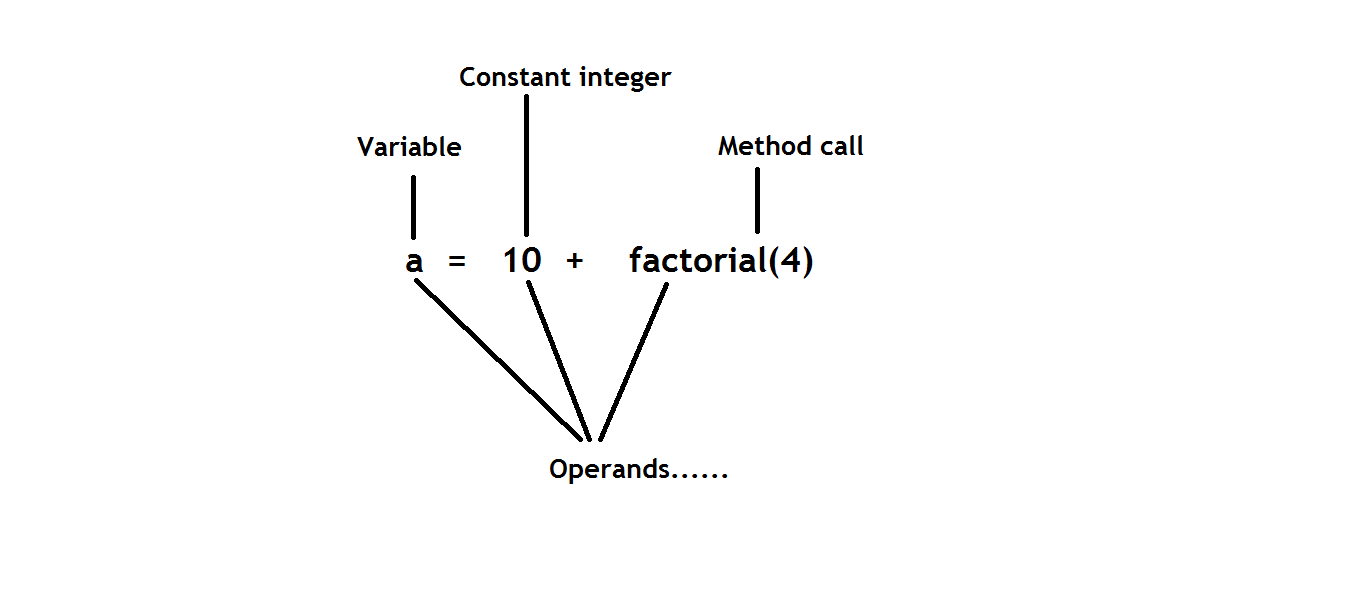 Constant integer
Variable
Method call
a = 10 + factorial(4)
Operands......